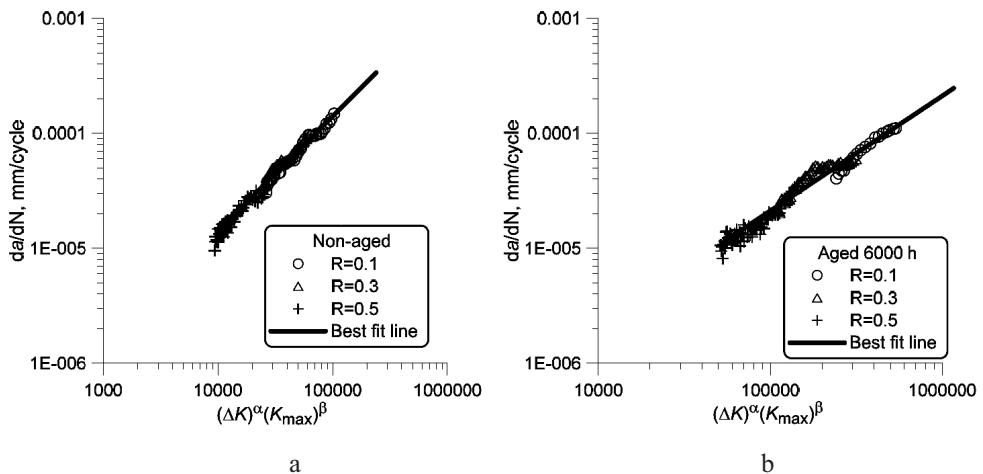 0.001
0.0001
1E-005
1E-006
da/dN, mm/cycle
Non-aged
R=0.1
R=0.3
R=0.5
Best fit line
1000
10000
100000
1000000
(ΔK)^α(K_max)^β
a
0.001
0.0001
1E-005
1E-006
da/dN, mm/cycle
Aged 6000 h
R=0.1
R=0.3
R=0.5
Best fit line
10000
100000
1000000
(ΔK)^α(K_max)^β
b